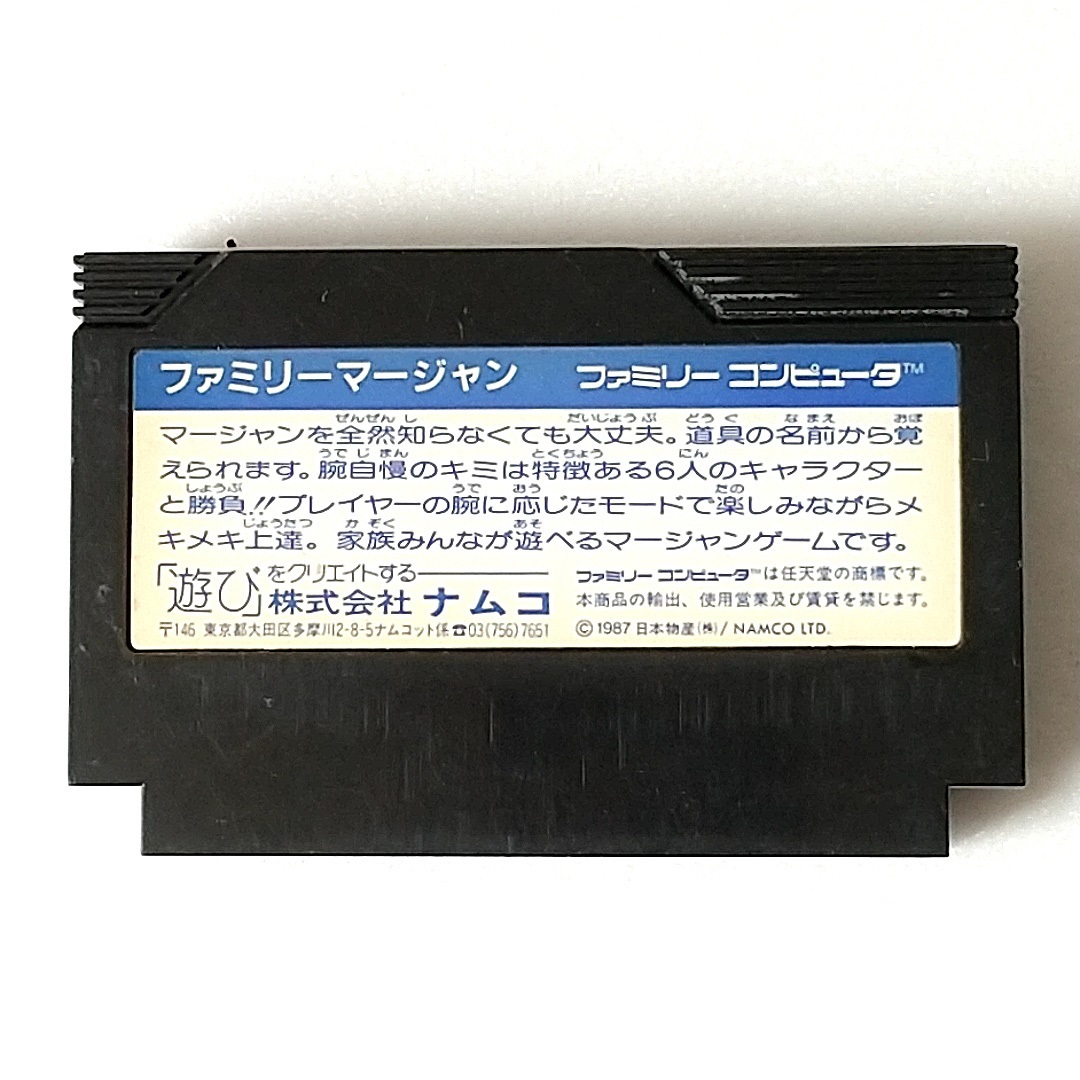 ファミリーマージャン ファミリー コンピュータ™
ぜんぜん し だいじょうぶ どう ぐ な まえ おぼ
マージャンを全然知らなくても大丈夫。道具の名前から覚
うで じ まん とくちょう にん
えられます。腕自慢のキミは特徴ある6人のキャラクター
しょうぶ うで おう たの
と勝負!!プレイヤーの腕に応じたモードで楽しみながらメ
じょうたつ か ぞく あそ
キメキ上達。家族みんなが遊べるマージャンゲームです。
「遊び」をクリエイトする
株式会社 ナムコ
〒146 東京都大田区多摩川2-8-5ナムコット係☎03(756)7651
ファミリー コンピュータ™は任天堂の商標です。
本商品の輸出、使用営業及び賃貸を禁じます。
©1987 日本物産(株)/ NAMCO LTD.